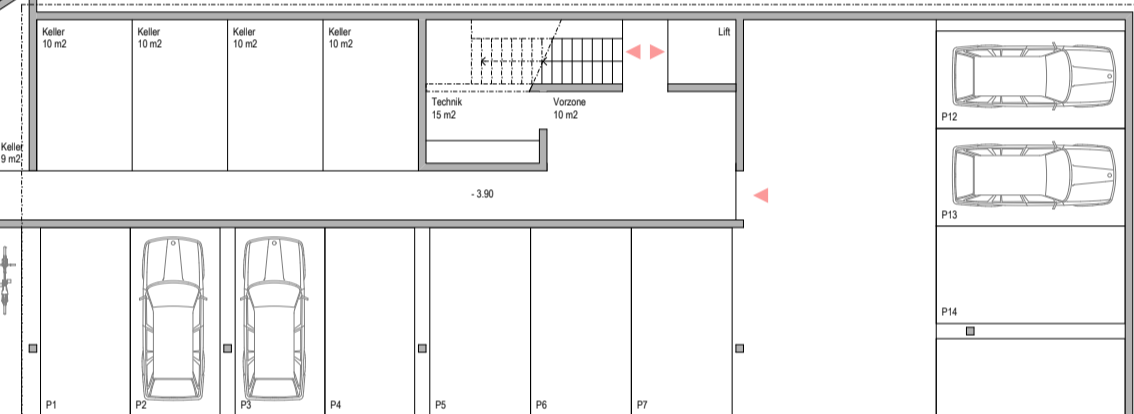 Keller
10 m2
Keller
10 m2
Keller
10 m2
Keller
10 m2
Lift
Technik
15 m2
Vorzone
10 m2
P12
Keller
9 m2
- 3.90
P13
P14
P1
P2
P3
P4
P5
P6
P7